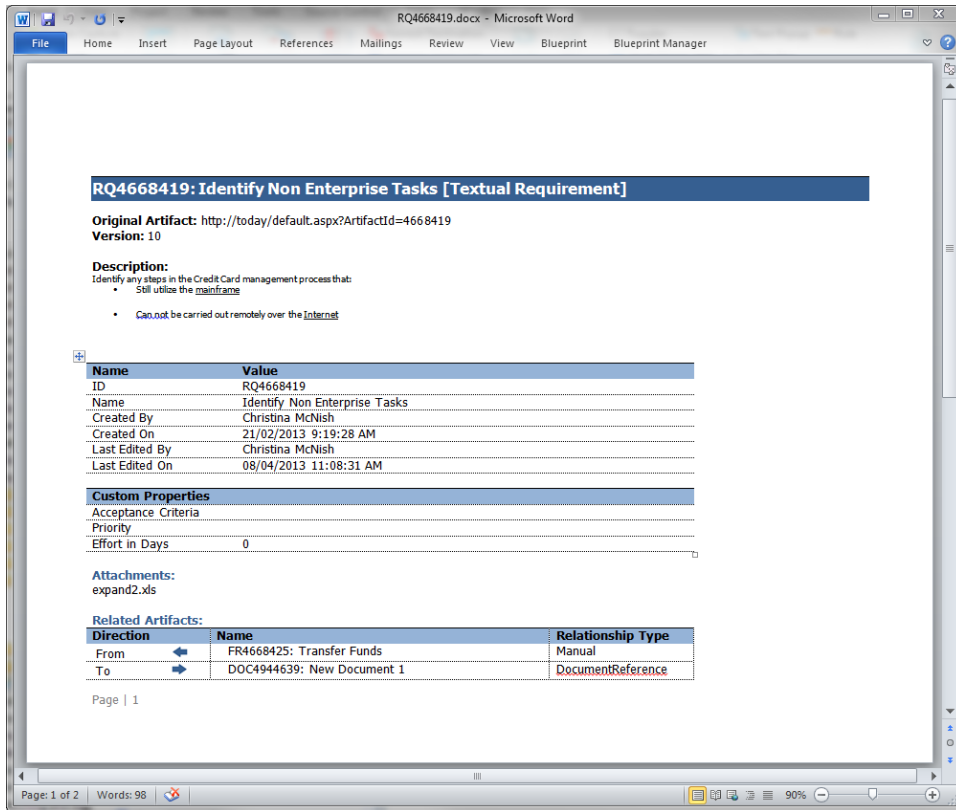 RQ4668419.docx - Microsoft Word
File Home Insert Page Layout References Mailings Review View Blueprint Blueprint Manager
RQ4668419: Identify Non Enterprise Tasks [Textual Requirement]
Original Artifact: http://today/default.aspx?ArtifactId=4668419
Version: 10
Description:
Identify any steps in the Credit Card management process that:
• Still utilize the mainframe
• Can not be carried out remotely over the Internet
Name Value
ID RQ4668419
Name Identify Non Enterprise Tasks
Created By Christina McNish
Created On 21/02/2013 9:19:28 AM
Last Edited By Christina McNish
Last Edited On 08/04/2013 11:08:31 AM
Custom Properties
Acceptance Criteria
Priority
Effort in Days 0
Attachments:
expand2.xls
Related Artifacts:
Direction Name Relationship Type
From FR4668425: Transfer Funds Manual
To DOC4944639: New Document 1 DocumentReference
Page | 1
Page: 1 of 2 Words: 98 90%